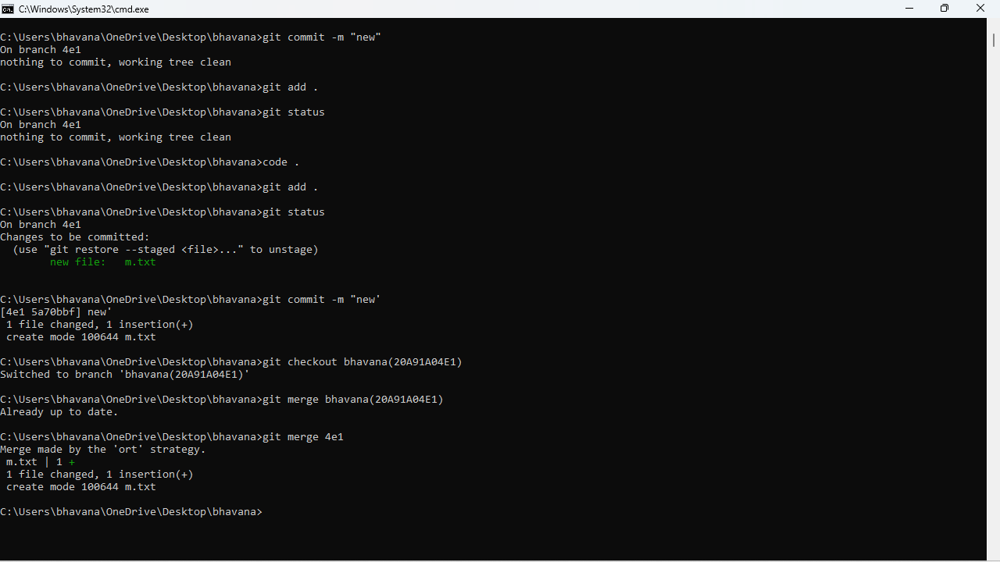 C:\Windows\System32\cmd.exe
C:\Users\bhavana\OneDrive\Desktop\bhavana>git commit -m "new"
On branch 4e1
nothing to commit, working tree clean
C:\Users\bhavana\OneDrive\Desktop\bhavana>git add .
C:\Users\bhavana\OneDrive\Desktop\bhavana>git status
On branch 4e1
nothing to commit, working tree clean
C:\Users\bhavana\OneDrive\Desktop\bhavana>code .
C:\Users\bhavana\OneDrive\Desktop\bhavana>git add .
C:\Users\bhavana\OneDrive\Desktop\bhavana>git status
On branch 4e1
Changes to be committed:
  (use "git restore --staged <file>..." to unstage)
        new file:   m.txt
C:\Users\bhavana\OneDrive\Desktop\bhavana>git commit -m "new'
[4e1 5a70bbf] new'
 1 file changed, 1 insertion(+)
 create mode 100644 m.txt
C:\Users\bhavana\OneDrive\Desktop\bhavana>git checkout bhavana(20A91A04E1)
Switched to branch 'bhavana(20A91A04E1)'
C:\Users\bhavana\OneDrive\Desktop\bhavana>git merge bhavana(20A91A04E1)
Already up to date.
C:\Users\bhavana\OneDrive\Desktop\bhavana>git merge 4e1
Merge made by the 'ort' strategy.
 m.txt | 1 +
 1 file changed, 1 insertion(+)
 create mode 100644 m.txt
C:\Users\bhavana\OneDrive\Desktop\bhavana>